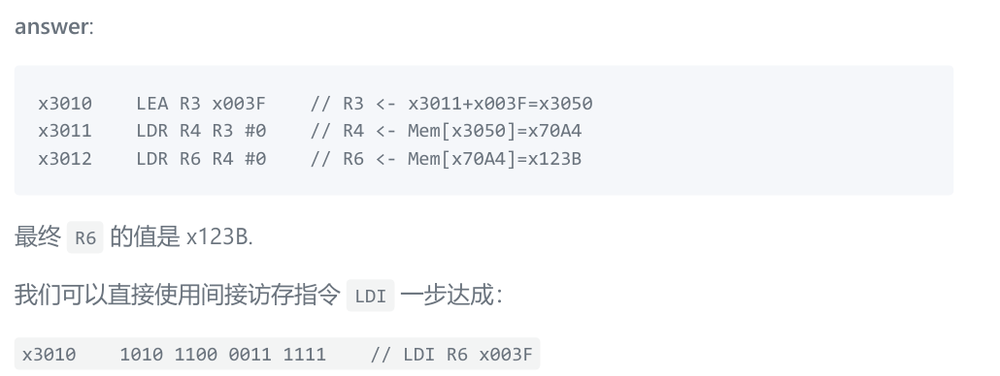 answer:
x3010    LEA R3 x003F    // R3 <- x3011+x003F=x3050
x3011    LDR R4 R3 #0    // R4 <- Mem[x3050]=x70A4
x3012    LDR R6 R4 #0    // R6 <- Mem[x70A4]=x123B
最终 R6 的值是 x123B.
我们可以直接使用间接访存指令 LDI 一步达成：
x3010    1010 1100 0011 1111    // LDI R6 x003F